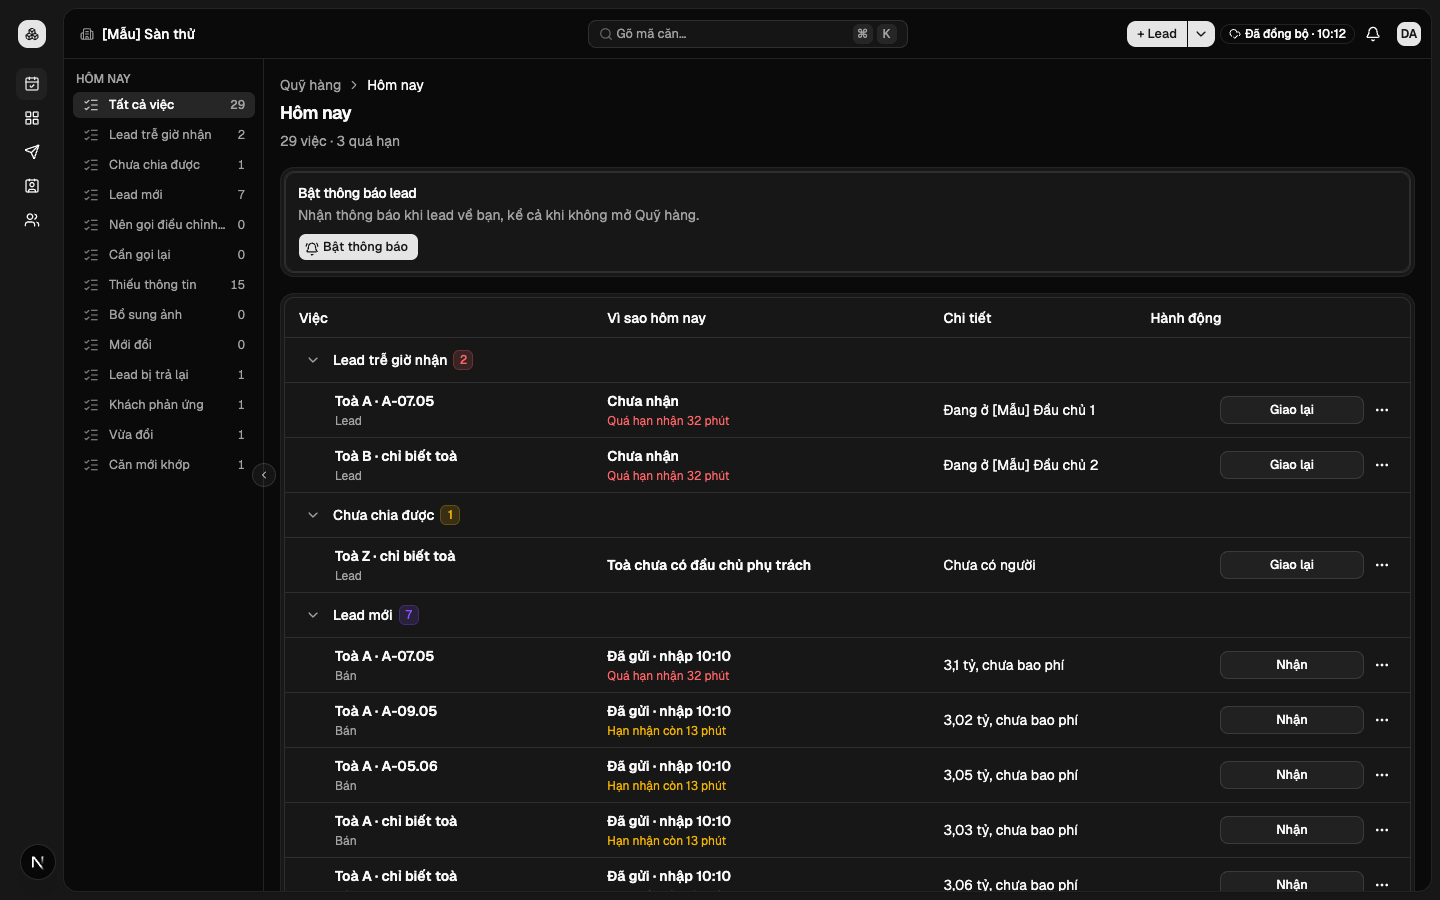 [Mẫu] Sàn thử
Gõ mã căn...
⌘ K
+ Lead
Đã đồng bộ · 10:12
DA
HÔM NAY
Tất cả việc 29
Lead trễ giờ nhận 2
Chưa chia được 1
Lead mới 7
Nên gọi điều chỉnh... 0
Cần gọi lại 0
Thiếu thông tin 15
Bổ sung ảnh 0
Mới đổi 0
Lead bị trả lại 1
Khách phản ứng 1
Vừa đổi 1
Căn mới khớp 1
Quỹ hàng > Hôm nay
Hôm nay
29 việc · 3 quá hạn
Bật thông báo lead
Nhận thông báo khi lead về bạn, kể cả khi không mở Quỹ hàng.
Bật thông báo
Việc Vì sao hôm nay Chi tiết Hành động
Lead trễ giờ nhận 2
Toà A · A-07.05 Chưa nhận Đang ở [Mẫu] Đầu chủ 1 Giao lại
Lead Quá hạn nhận 32 phút
Toà B · chỉ biết toà Chưa nhận Đang ở [Mẫu] Đầu chủ 2 Giao lại
Lead Quá hạn nhận 32 phút
Chưa chia được 1
Toà Z · chỉ biết toà Toà chưa có đầu chủ phụ trách Chưa có người Giao lại
Lead
Lead mới 7
Toà A · A-07.05 Đã gửi · nhập 10:10 3,1 tỷ, chưa bao phí Nhận
Bán Quá hạn nhận 32 phút
Toà A · A-09.05 Đã gửi · nhập 10:10 3,02 tỷ, chưa bao phí Nhận
Bán Hạn nhận còn 13 phút
Toà A · A-05.06 Đã gửi · nhập 10:10 3,05 tỷ, chưa bao phí Nhận
Bán Hạn nhận còn 13 phút
Toà A · chỉ biết toà Đã gửi · nhập 10:10 3,03 tỷ, chưa bao phí Nhận
Bán Hạn nhận còn 13 phút
Toà A · chỉ biết toà Đã gửi · nhập 10:10 3,06 tỷ, chưa bao phí Nhận
N